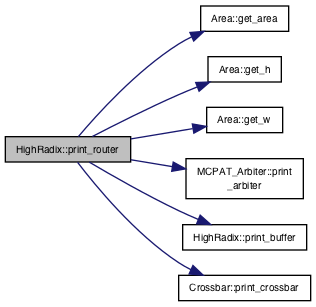 Area::get_area
Area::get_h
Area::get_w
HighRadix::print_router
MCPAT_Arbiter::print
_arbiter
HighRadix::print_buffer
Crossbar::print_crossbar